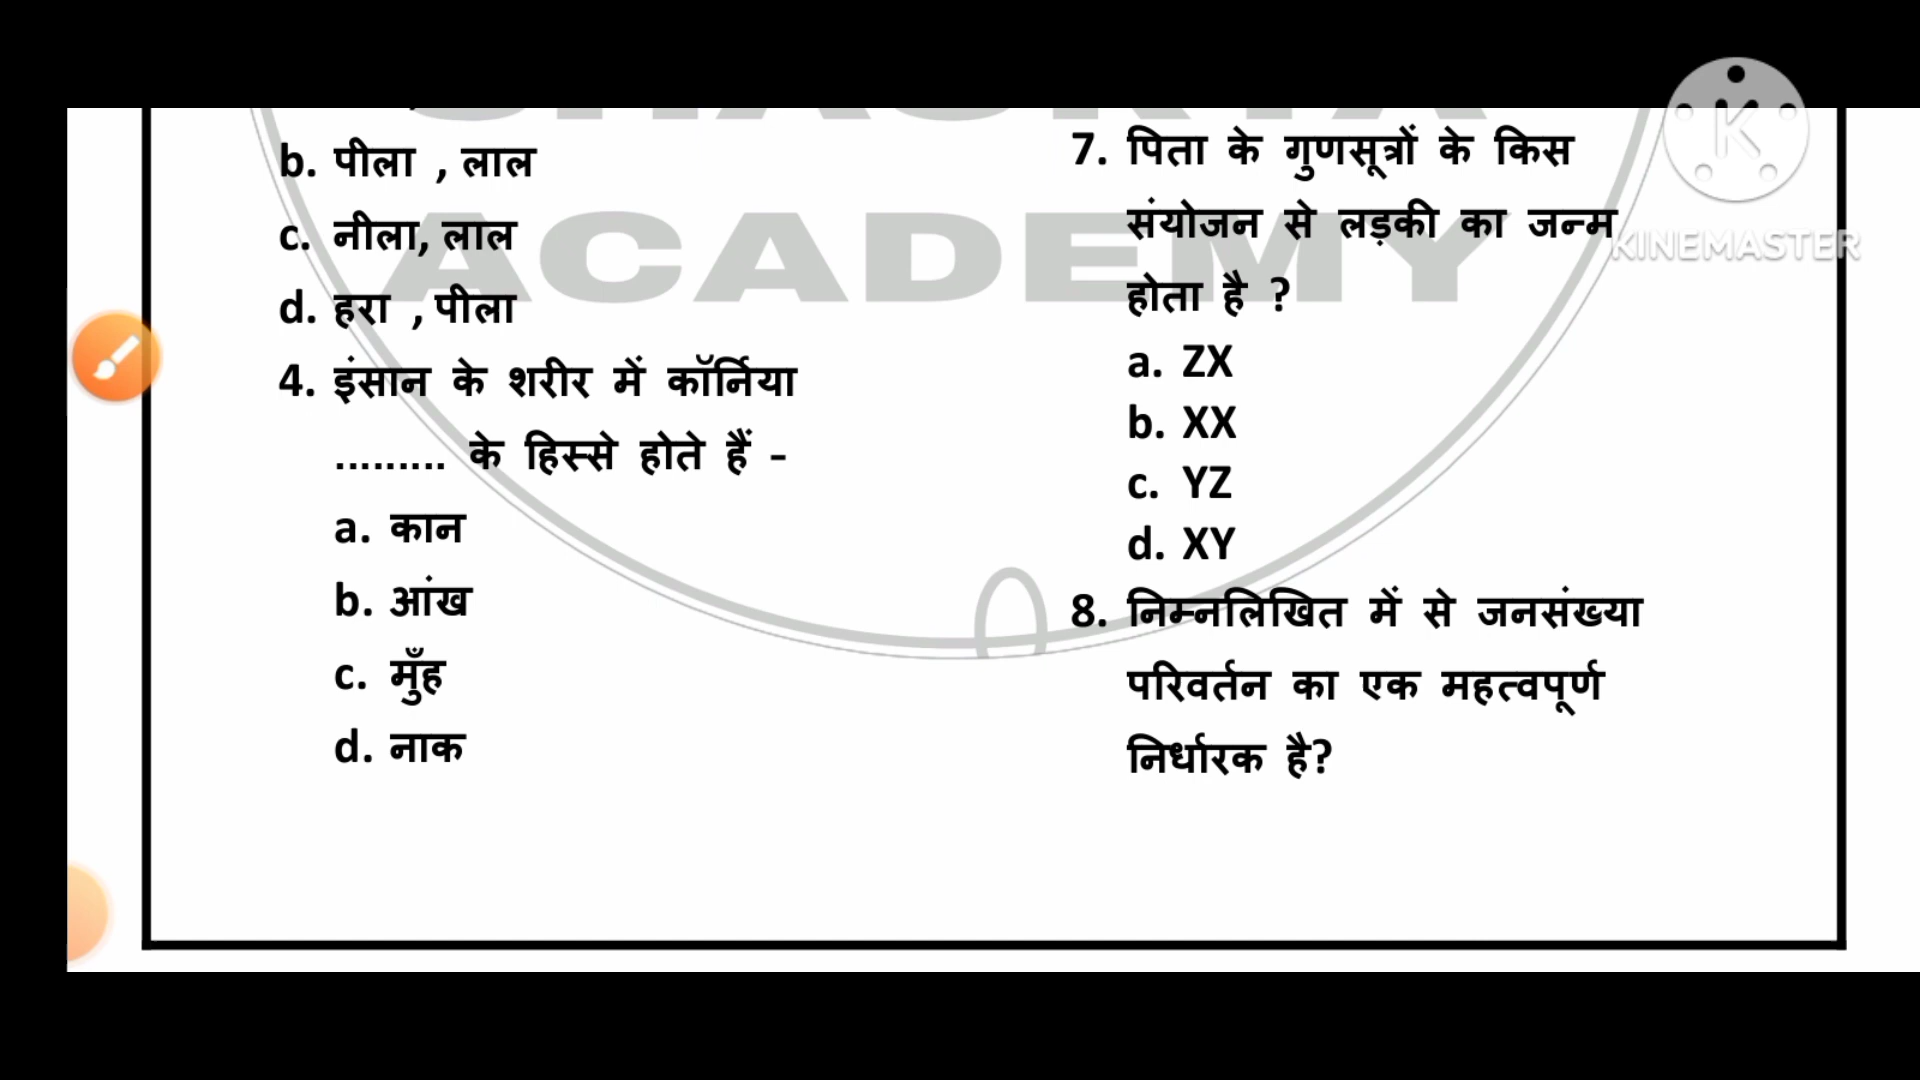 b. पीला , लाल
c. नीला, लाल
d. हरा , पीला
4. इंसान के शरीर में कॉर्निया
......... के हिस्से होते हैं -
a. कान
b. आंख
c. मुँह
d. नाक
7. पिता के गुणसूत्रों के किस
संयोजन से लड़की का जन्म
होता है ?
a. ZX
b. XX
c. YZ
d. XY
8. निम्नलिखित में से जनसंख्या
परिवर्तन का एक महत्वपूर्ण
निर्धारक है?
ACADEMY
K
KINEMASTER